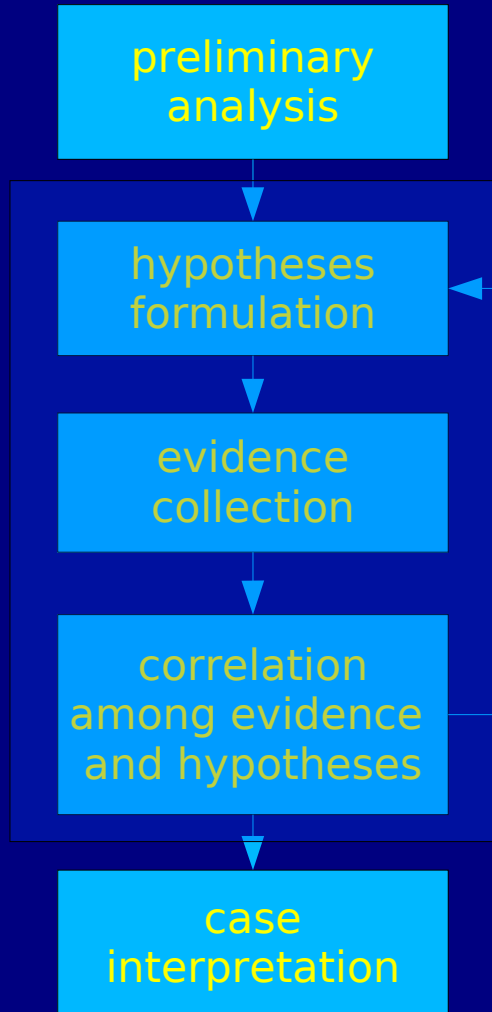 preliminary
analysis
hypotheses
formulation
evidence
collection
correlation
among evidence
and hypotheses
case
interpretation